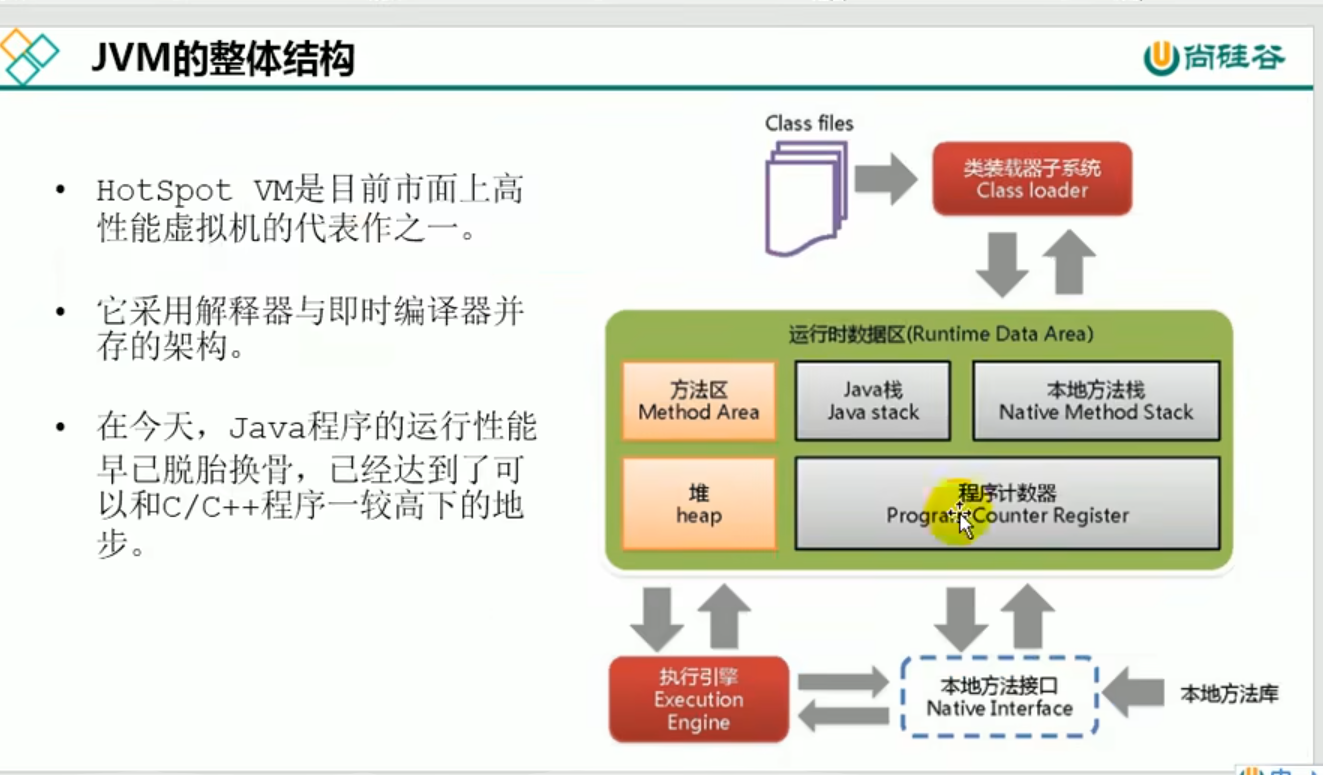 JVM的整体结构
尚硅谷
• HotSpot VM是目前市面上高
性能虚拟机的代表作之一。
• 它采用解释器与即时编译器并
存的架构。
• 在今天，Java程序的运行性能
早已脱胎换骨，已经达到了可
以和C/C++程序一较高下的地
步。
Class files
类装载器子系统
Class loader
运行时数据区(Runtime Data Area)
方法区
Method Area
Java栈
Java stack
本地方法栈
Native Method Stack
堆
heap
程序计数器
Program Counter Register
执行引擎
Execution
Engine
本地方法接口
Native Interface
本地方法库